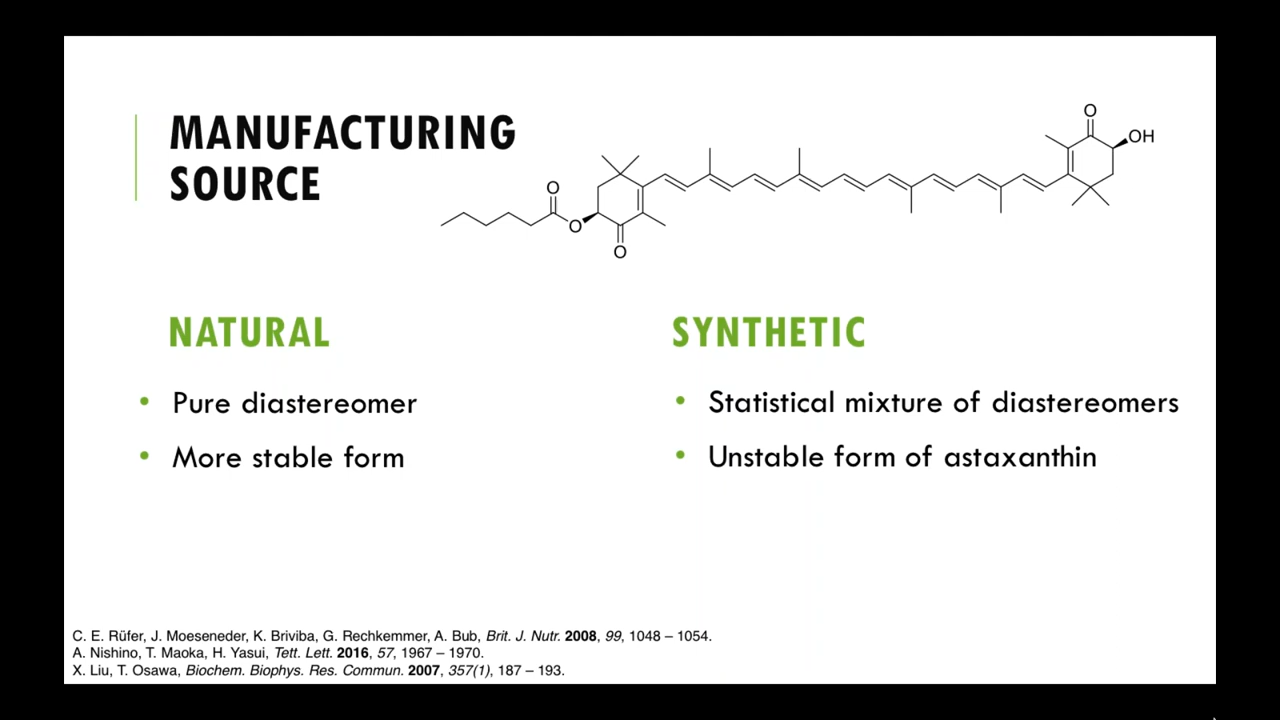 MANUFACTURING
SOURCE
O
OH
O
O
O
NATURAL
SYNTHETIC
• Pure diastereomer
• Statistical mixture of diastereomers
• More stable form
• Unstable form of astaxanthin
C. E. Rüfer, J. Moeseneder, K. Briviba, G. Rechkemmer, A. Bub, Brit. J. Nutr. 2008, 99, 1048 – 1054.
A. Nishino, T. Maoka, H. Yasui, Tett. Lett. 2016, 57, 1967 – 1970.
X. Liu, T. Osawa, Biochem. Biophys. Res. Commun. 2007, 357(1), 187 – 193.